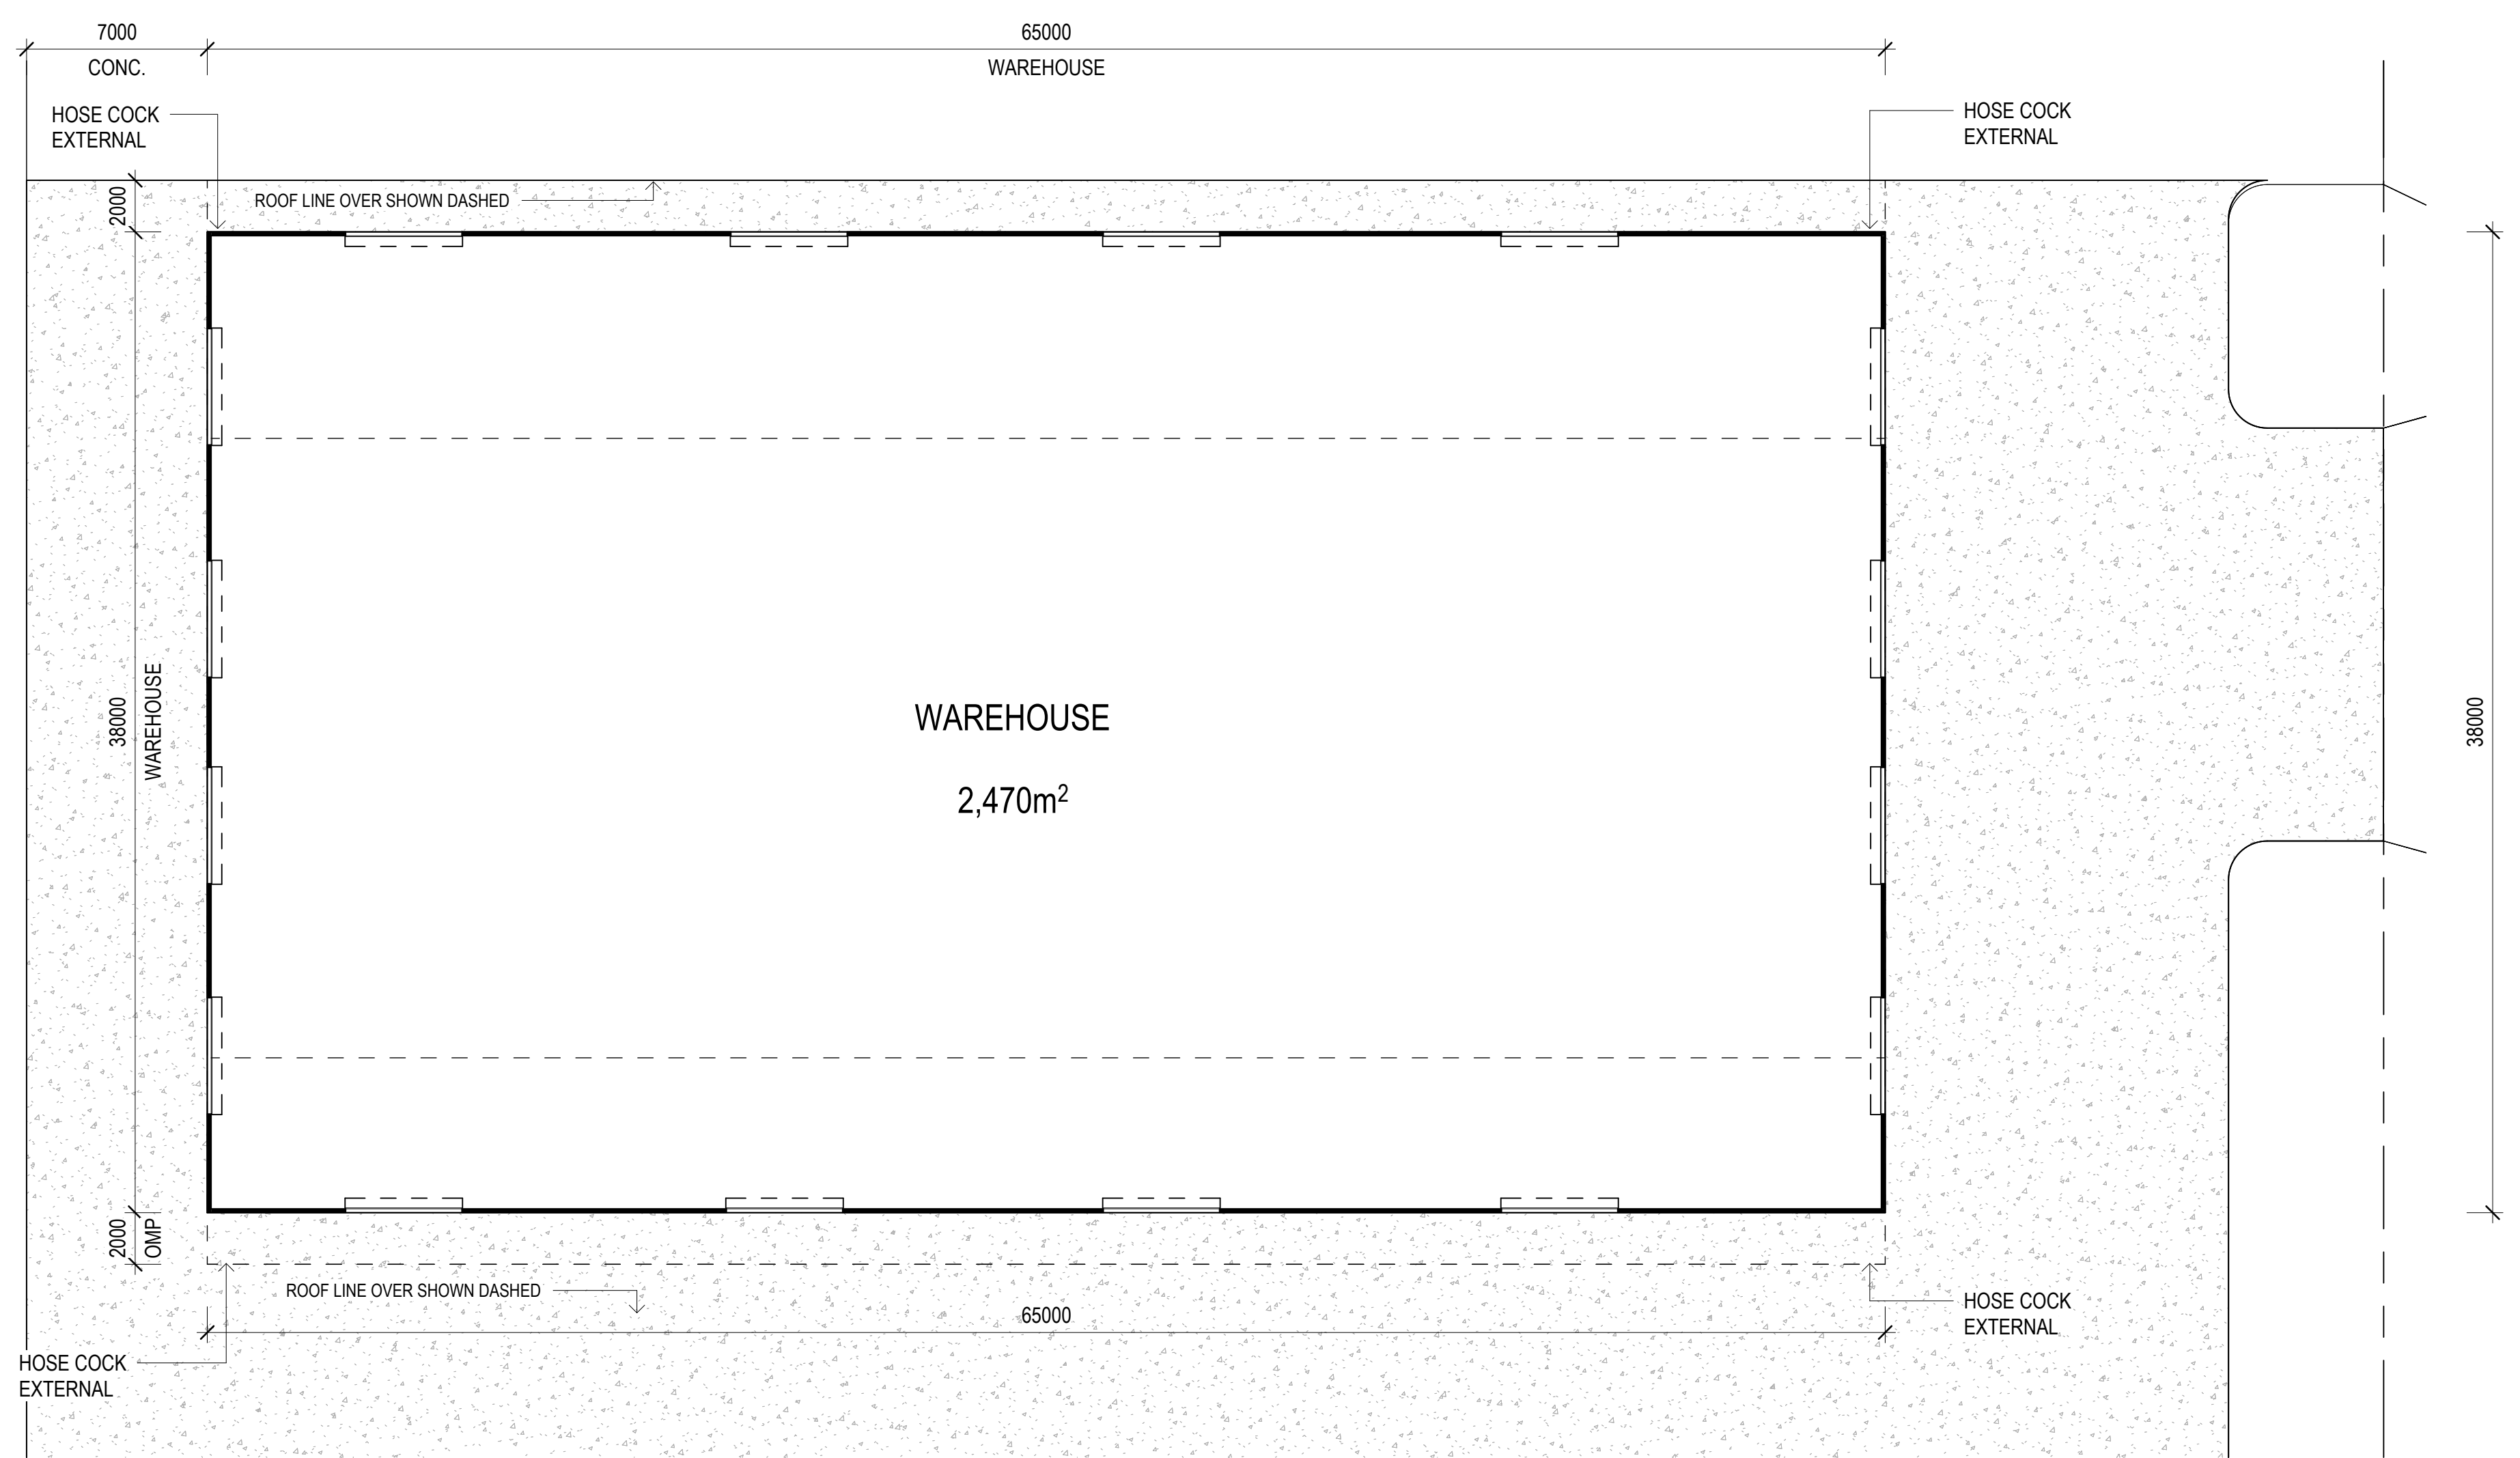 7000
CONC.
65000
WAREHOUSE
HOSE COCK
EXTERNAL
HOSE COCK
EXTERNAL
2000
ROOF LINE OVER SHOWN DASHED
38000
WAREHOUSE
WAREHOUSE
2,470m²
38000
2000
OMP
ROOF LINE OVER SHOWN DASHED
65000
HOSE COCK
EXTERNAL
HOSE COCK
EXTERNAL